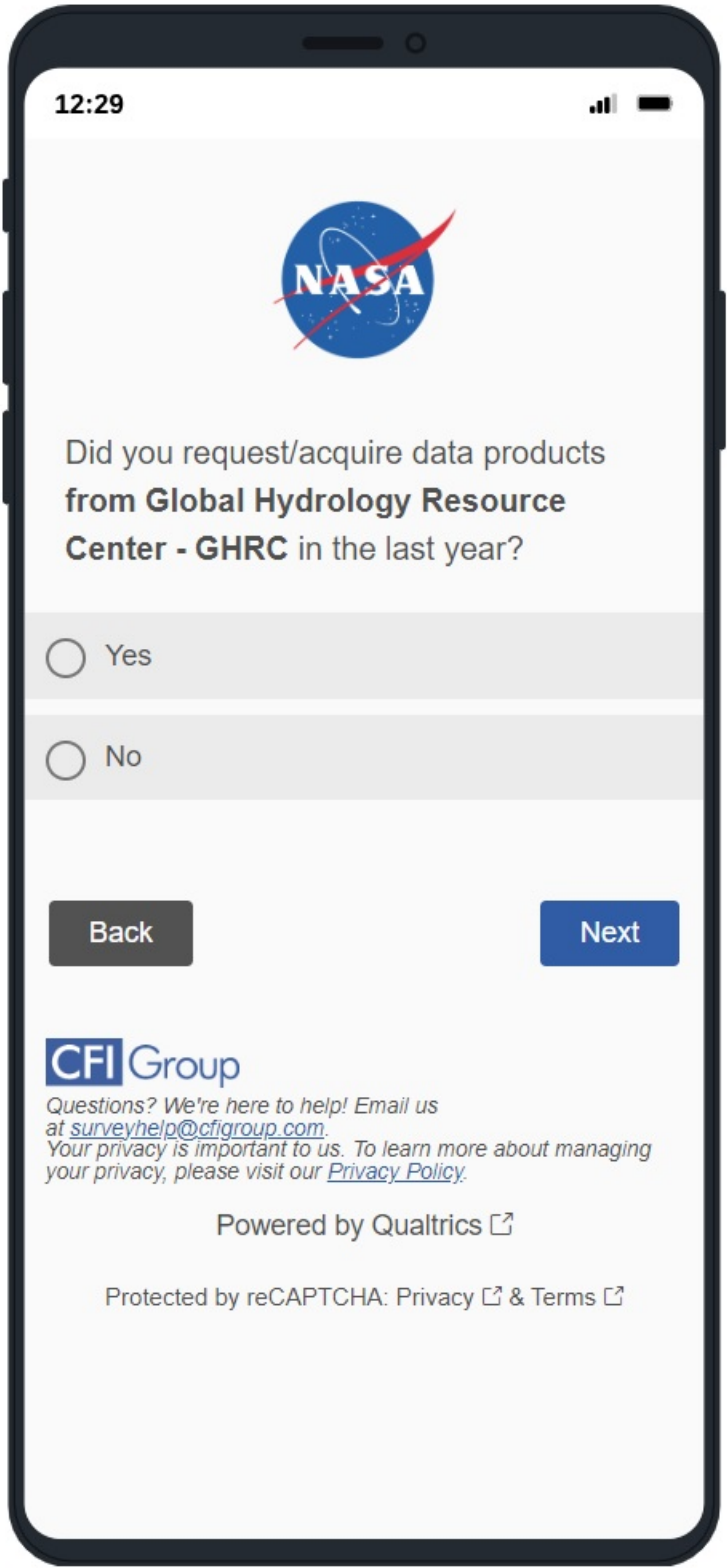 12:29
NASA
Did you request/acquire data products
from Global Hydrology Resource
Center - GHRC in the last year?
Yes
No
Back
Next
CFI Group
Questions? We're here to help! Email us
at surveyhelp@cfigroup.com.
Your privacy is important to us. To learn more about managing
your privacy, please visit our Privacy Policy.
Powered by Qualtrics
Protected by reCAPTCHA: Privacy & Terms